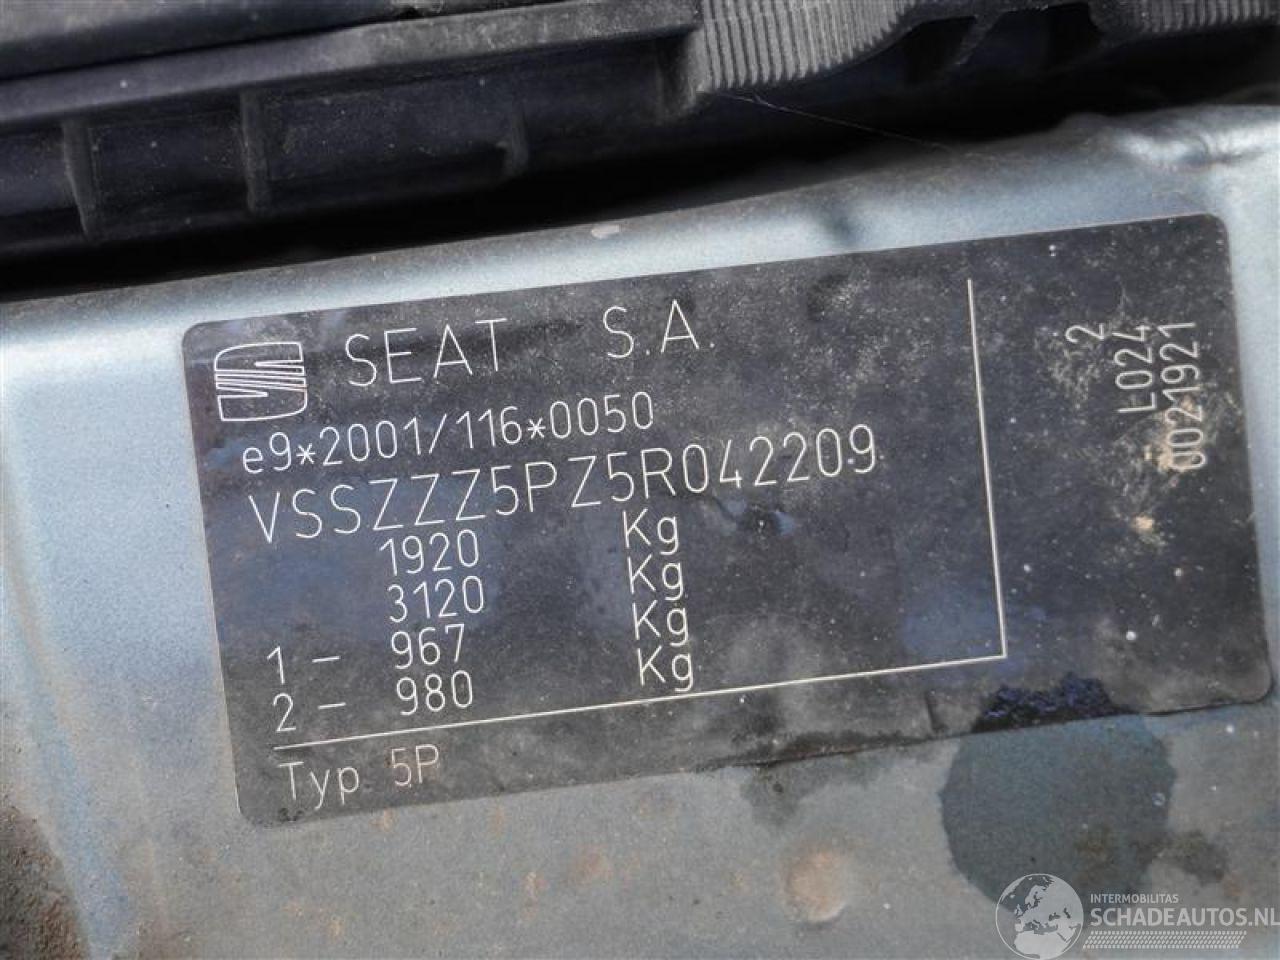 SEAT S.A.
e9*2001/116*0050
VSSZZZ5PZ5R042209
1920 Kg
3120 Kg
1 - 967 Kg
2 - 980 Kg
Typ 5P
2
L024
0021921
INTERMOBILITAS
SCHADEAUTOS.NL